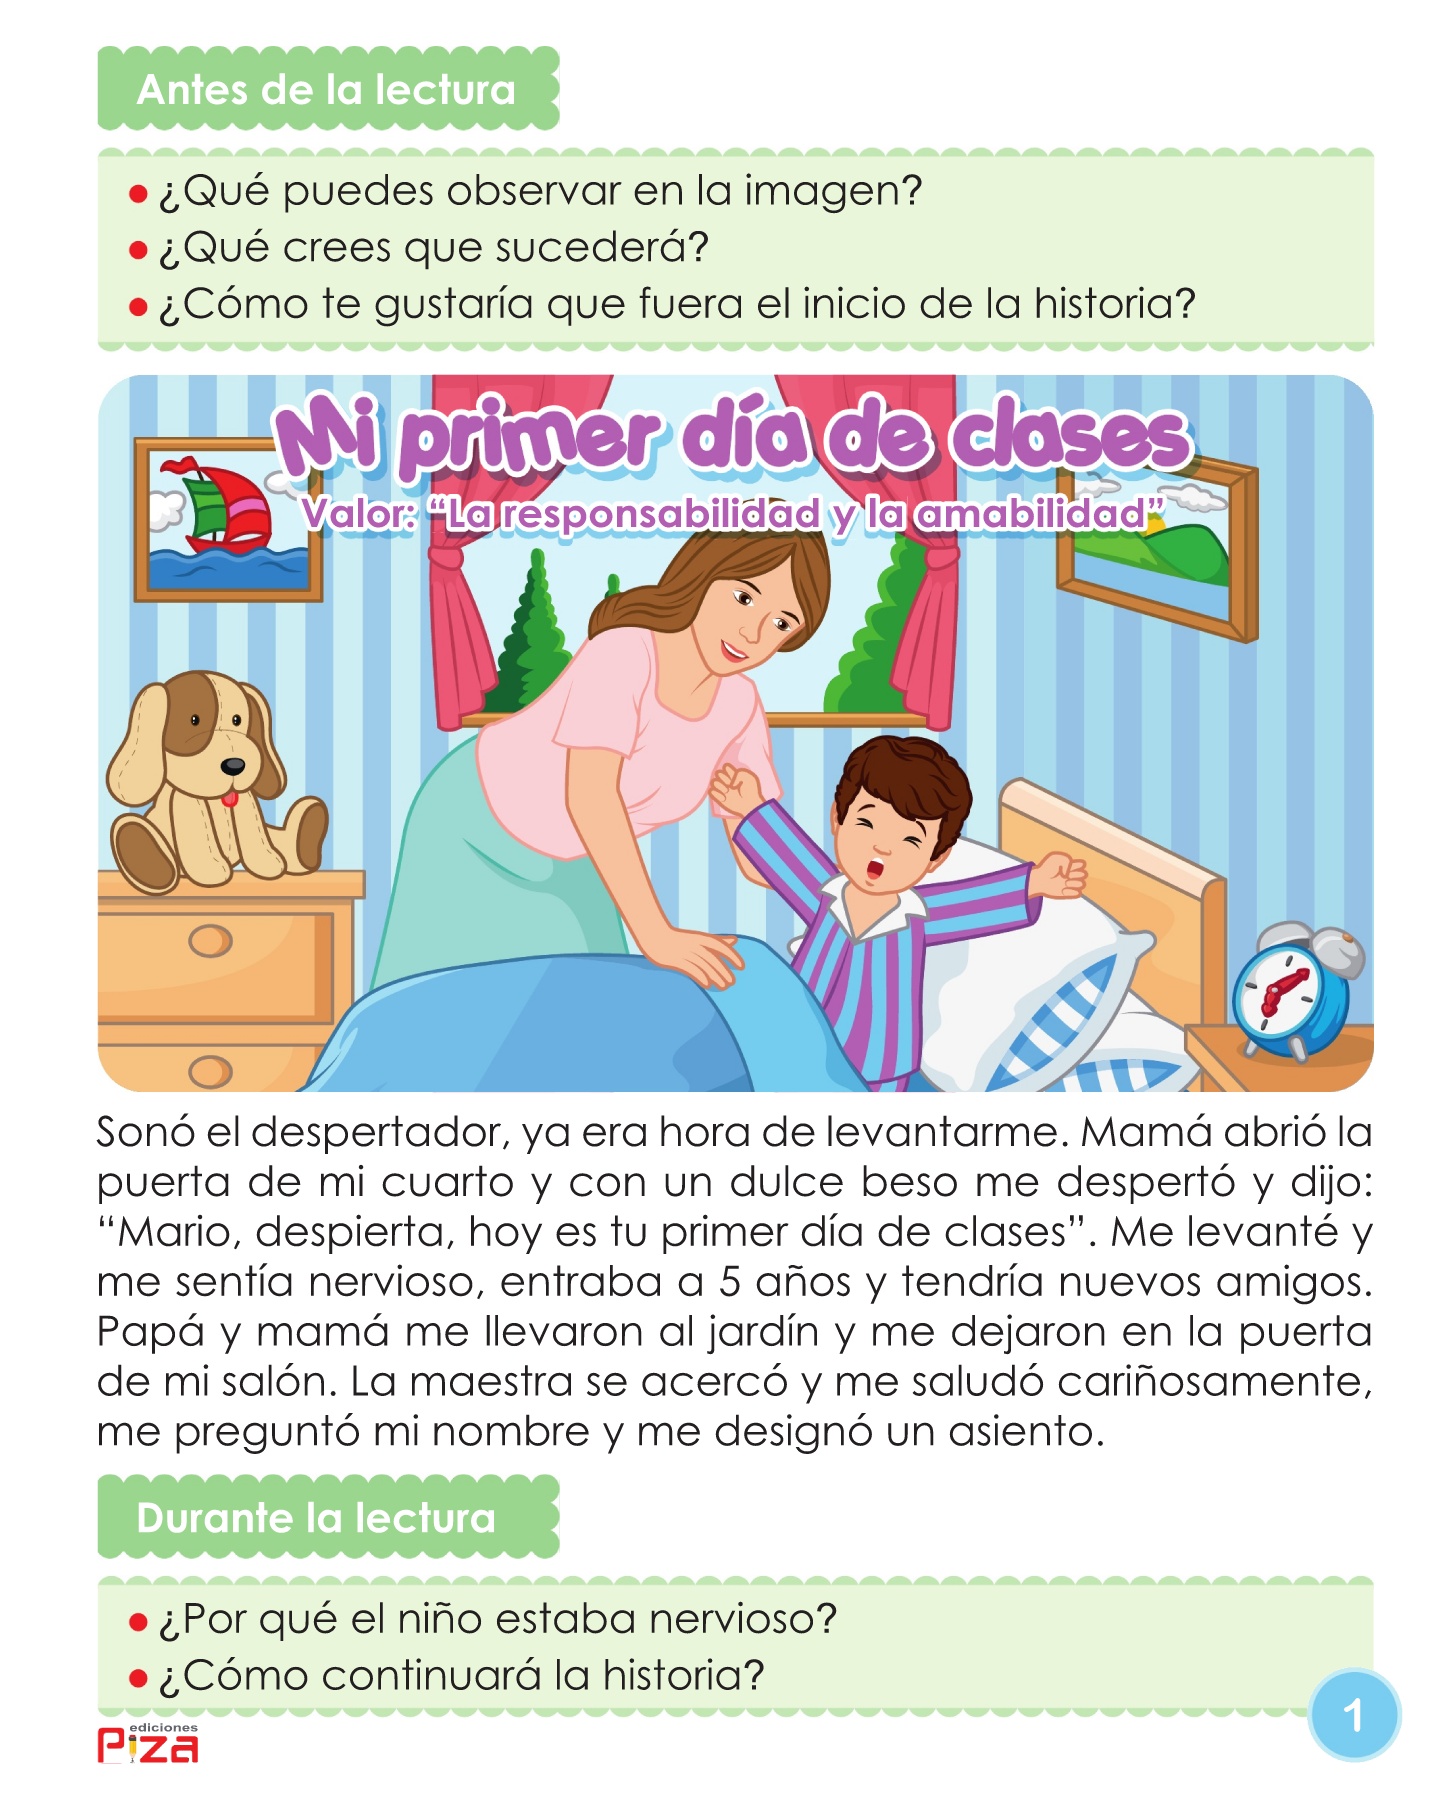 Antes de la lectura
• ¿Qué puedes observar en la imagen?
• ¿Qué crees que sucederá?
• ¿Cómo te gustaría que fuera el inicio de la historia?
Mi primer día de clases
Valor: “La responsabilidad y la amabilidad”
Sonó el despertador, ya era hora de levantarme. Mamá abrió la
puerta de mi cuarto y con un dulce beso me despertó y dijo:
“Mario, despierta, hoy es tu primer día de clases”. Me levanté y
me sentía nervioso, entraba a 5 años y tendría nuevos amigos.
Papá y mamá me llevaron al jardín y me dejaron en la puerta
de mi salón. La maestra se acercó y me saludó cariñosamente,
me preguntó mi nombre y me designó un asiento.
Durante la lectura
• ¿Por qué el niño estaba nervioso?
• ¿Cómo continuará la historia?
ediciones
Piza
1